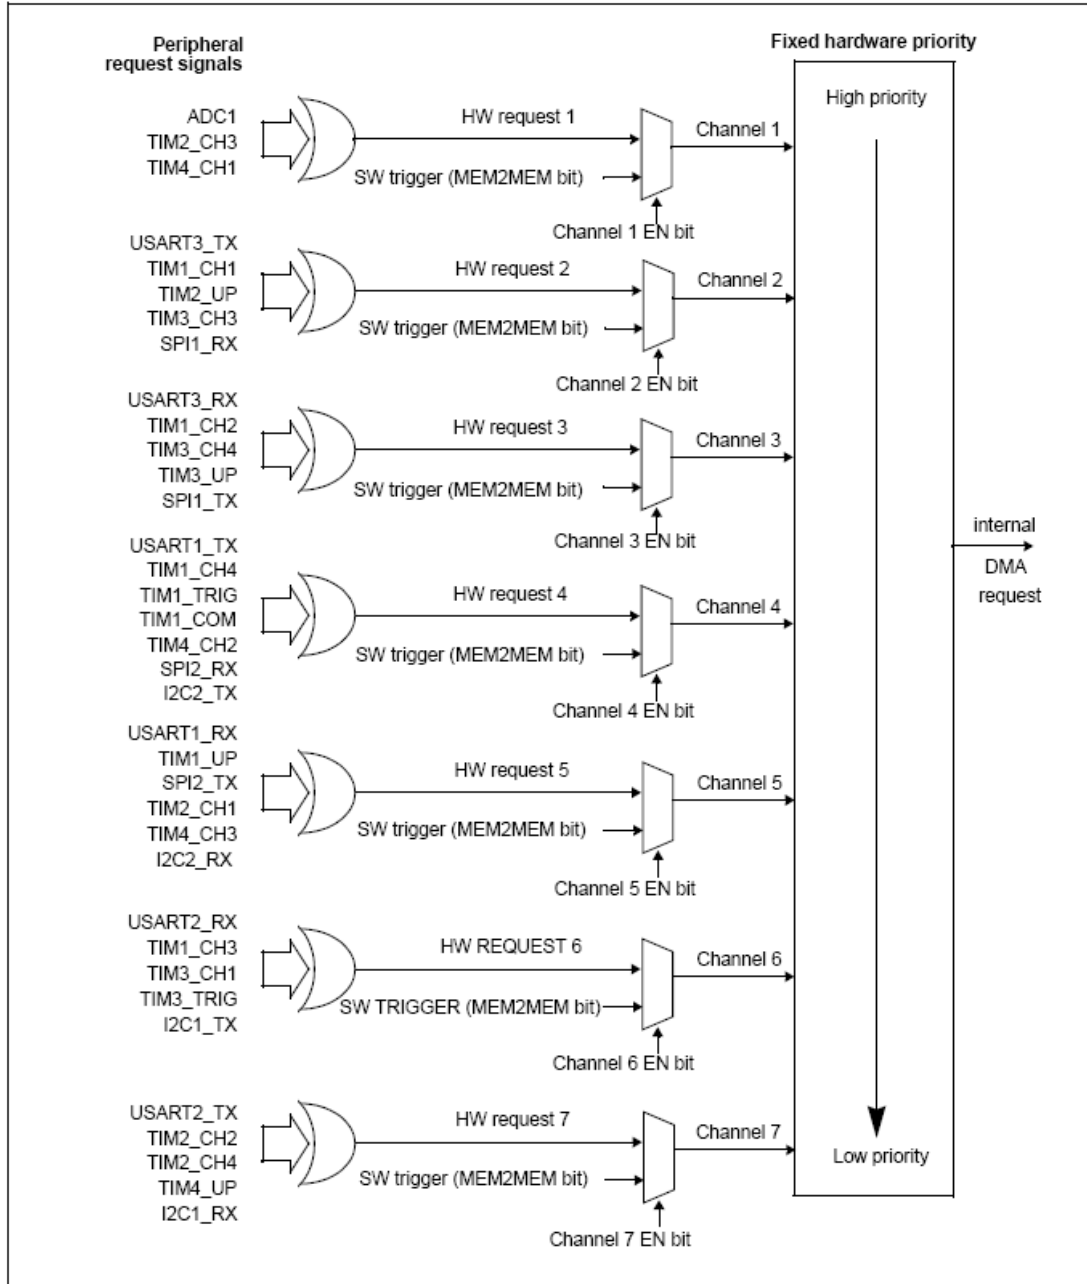 Peripheral
request signals
Fixed hardware priority
High priority
ADC1
TIM2_CH3
TIM4_CH1
HW request 1
SW trigger (MEM2MEM bit)
Channel 1
Channel 1 EN bit
USART3_TX
TIM1_CH1
TIM2_UP
TIM3_CH3
SPI1_RX
HW request 2
SW trigger (MEM2MEM bit)
Channel 2
Channel 2 EN bit
USART3_RX
TIM1_CH2
TIM3_CH4
TIM3_UP
SPI1_TX
HW request 3
SW trigger (MEM2MEM bit)
Channel 3
Channel 3 EN bit
internal
DMA
request
USART1_TX
TIM1_CH4
TIM1_TRIG
TIM1_COM
TIM4_CH2
SPI2_RX
I2C2_TX
HW request 4
SW trigger (MEM2MEM bit)
Channel 4
Channel 4 EN bit
USART1_RX
TIM1_UP
SPI2_TX
TIM2_CH1
TIM4_CH3
I2C2_RX
HW request 5
SW trigger (MEM2MEM bit)
Channel 5
Channel 5 EN bit
USART2_RX
TIM1_CH3
TIM3_CH1
TIM3_TRIG
I2C1_TX
HW REQUEST 6
SW TRIGGER (MEM2MEM bit)
Channel 6
Channel 6 EN bit
USART2_TX
TIM2_CH2
TIM2_CH4
TIM4_UP
I2C1_RX
HW request 7
SW trigger (MEM2MEM bit)
Channel 7
Channel 7 EN bit
Low priority